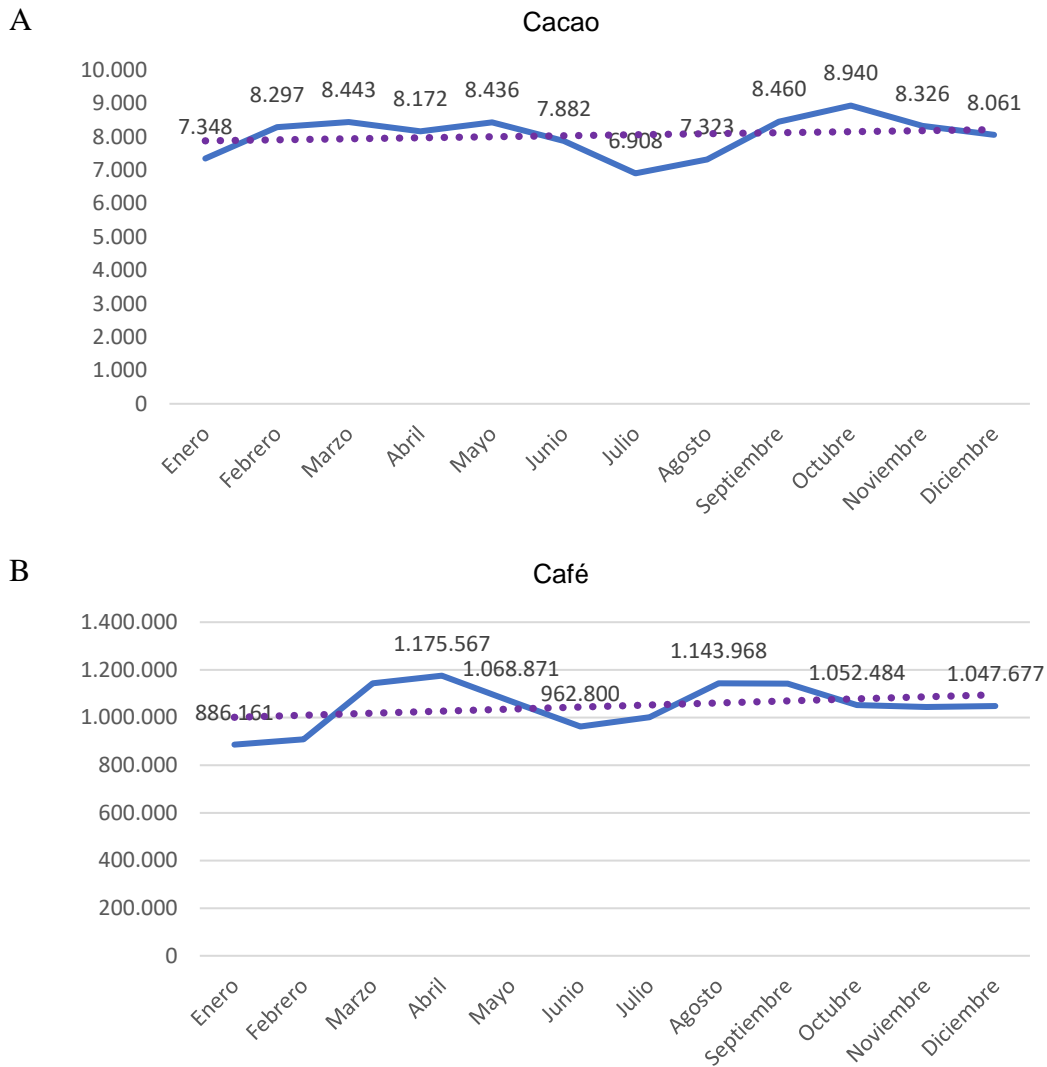 A
Cacao
10.000
9.000
8.000
7.000
6.000
5.000
4.000
3.000
2.000
1.000
0
7.348
8.297
8.443
8.172
8.436
7.882
6.908
7.323
8.460
8.940
8.326
8.061
Enero
Febrero
Marzo
Abril
Mayo
Junio
Julio
Agosto
Septiembre
Octubre
Noviembre
Diciembre
B
Café
1.400.000
1.200.000
1.000.000
800.000
600.000
400.000
200.000
0
886.161
1.175.567
1.068.871
962.800
1.143.968
1.052.484
1.047.677
Enero
Febrero
Marzo
Abril
Mayo
Junio
Julio
Agosto
Septiembre
Octubre
Noviembre
Diciembre